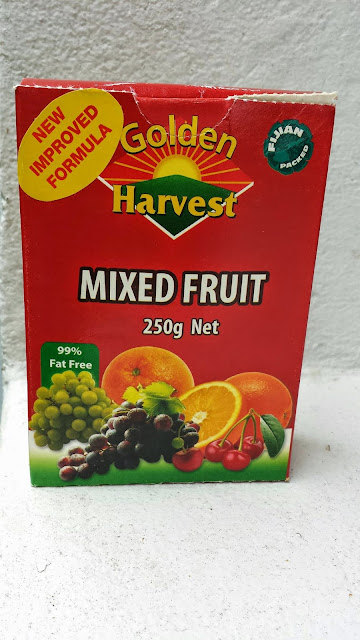 NEW
IMPROVED
FORMULA
Golden
Harvest
FIJIAN
PACKED
MIXED FRUIT
250g Net
99%
Fat Free